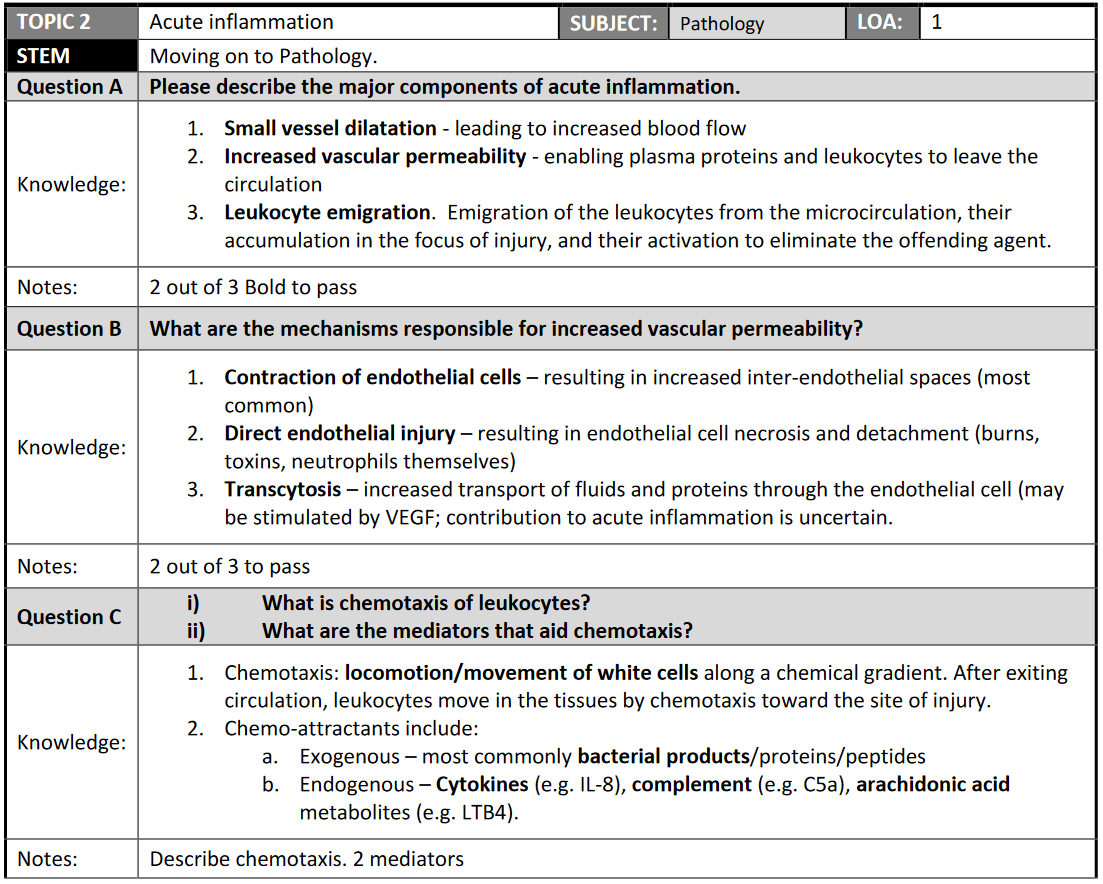 TOPIC 2 Acute inflammation SUBJECT: Pathology LOA: 1
STEM Moving on to Pathology.
Question A Please describe the major components of acute inflammation.
1. Small vessel dilatation - leading to increased blood flow
2. Increased vascular permeability - enabling plasma proteins and leukocytes to leave the
Knowledge: circulation
3. Leukocyte emigration. Emigration of the leukocytes from the microcirculation, their
accumulation in the focus of injury, and their activation to eliminate the offending agent.
Notes: 2 out of 3 Bold to pass
Question B What are the mechanisms responsible for increased vascular permeability?
1. Contraction of endothelial cells – resulting in increased inter-endothelial spaces (most
common)
Knowledge: 2. Direct endothelial injury – resulting in endothelial cell necrosis and detachment (burns,
toxins, neutrophils themselves)
3. Transcytosis – increased transport of fluids and proteins through the endothelial cell (may
be stimulated by VEGF; contribution to acute inflammation is uncertain.
Notes: 2 out of 3 to pass
Question C i) What is chemotaxis of leukocytes?
ii) What are the mediators that aid chemotaxis?
1. Chemotaxis: locomotion/movement of white cells along a chemical gradient. After exiting
circulation, leukocytes move in the tissues by chemotaxis toward the site of injury.
Knowledge: 2. Chemo-attractants include:
a. Exogenous – most commonly bacterial products/proteins/peptides
b. Endogenous – Cytokines (e.g. IL-8), complement (e.g. C5a), arachidonic acid
metabolites (e.g. LTB4).
Notes: Describe chemotaxis. 2 mediators